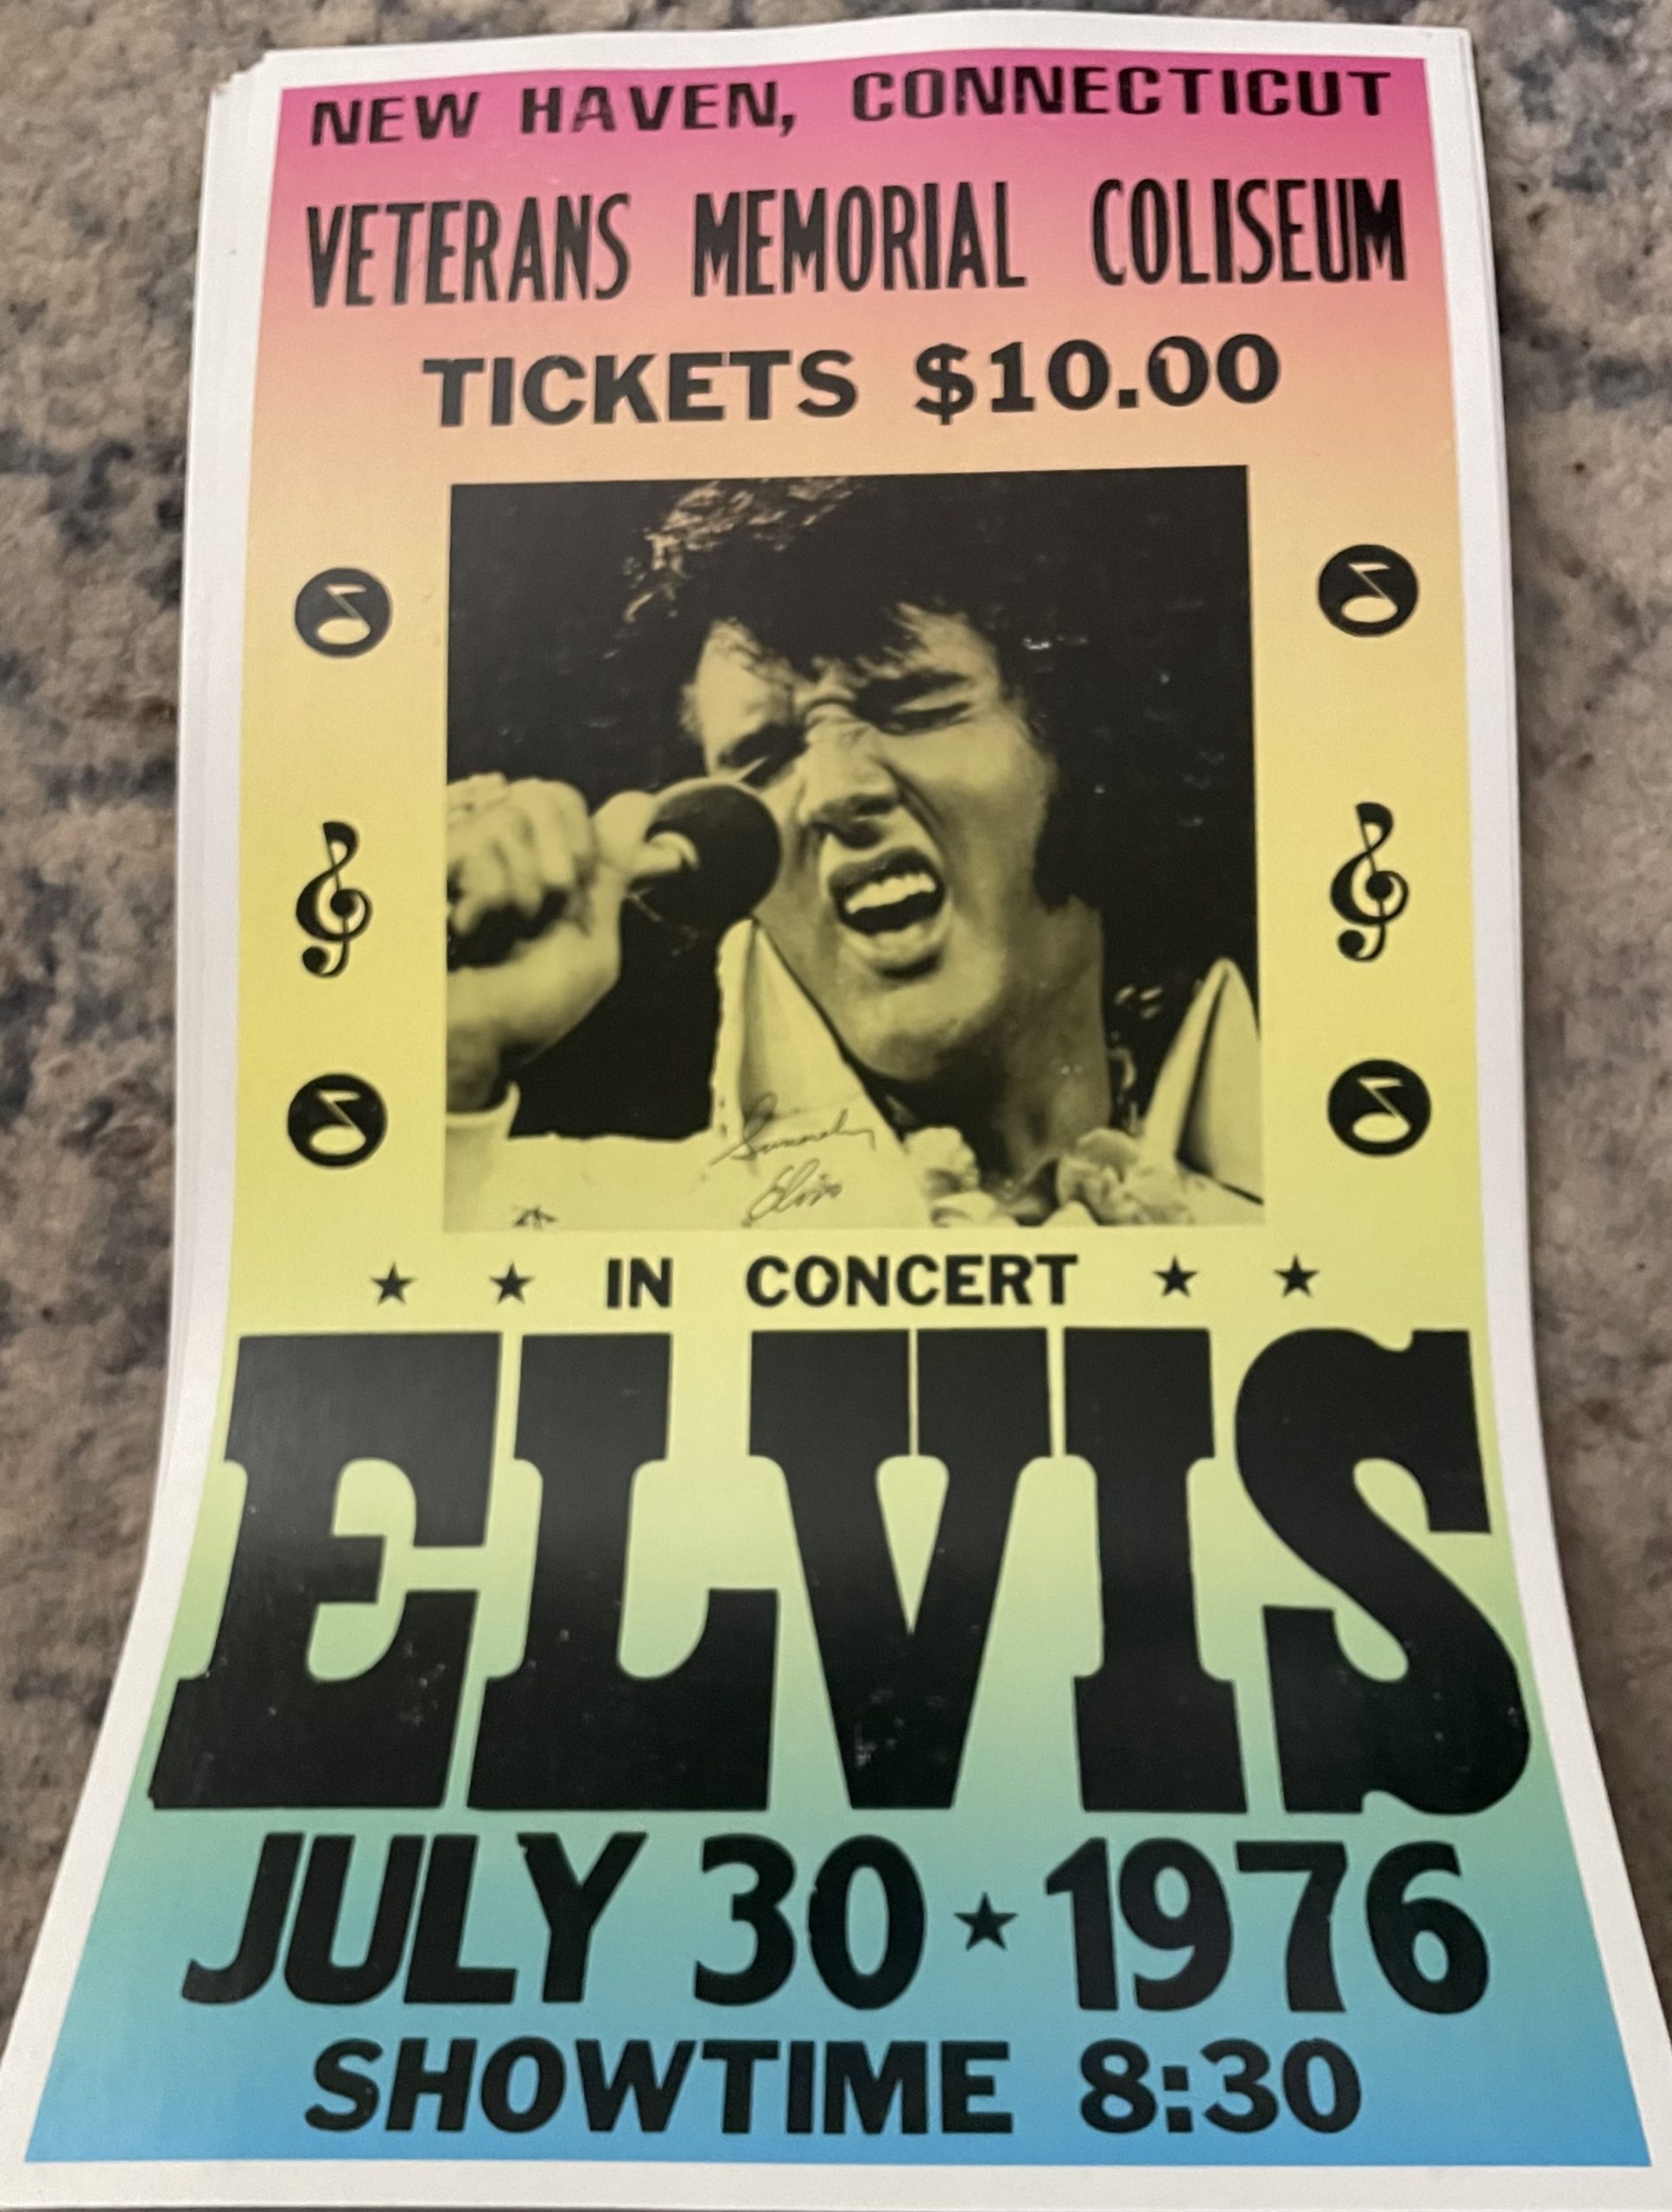 NEW HAVEN, CONNECTICUT
VETERANS MEMORIAL COLISEUM
TICKETS $10.00
Sincerely
Elvis
★ ★ IN CONCERT ★ ★
ELVIS
JULY 30 ★ 1976
SHOWTIME 8:30